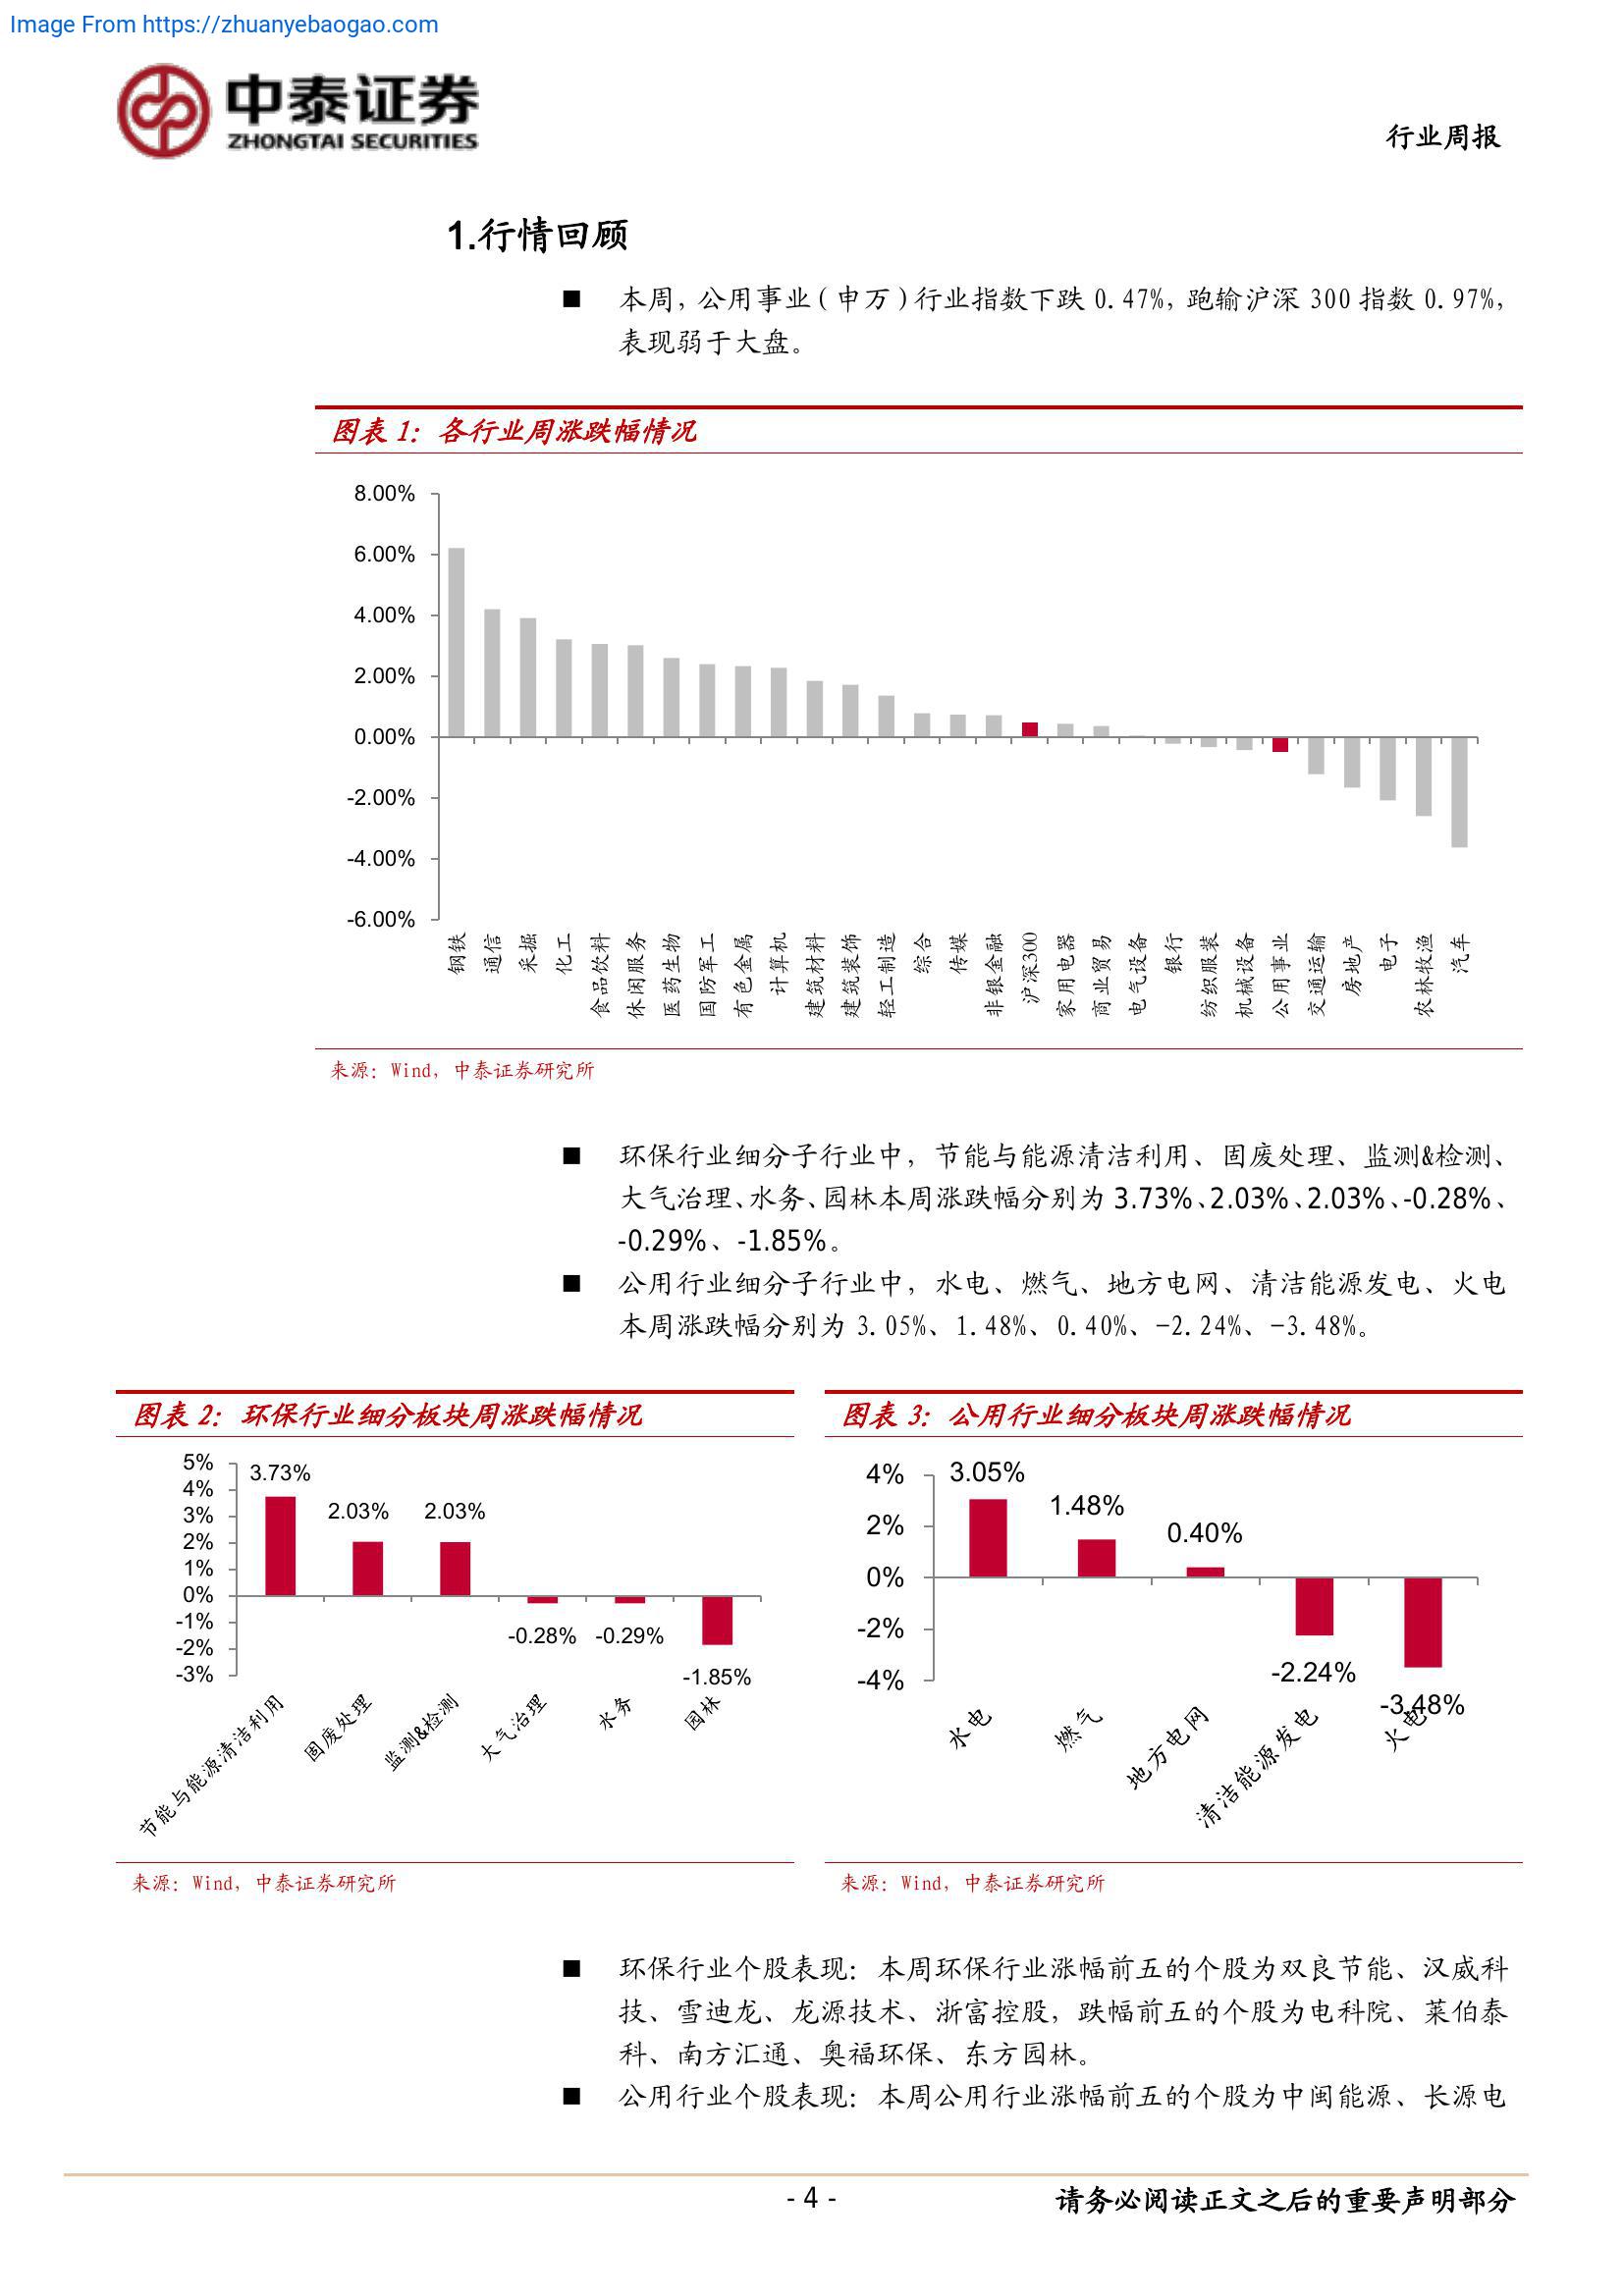 Image From https://zhuanyebaogao.com
中泰证券
ZHONGTAI SECURITIES
行业周报
1.行情回顾
■ 本周,公用事业(申万)行业指数下跌 0.47%,跑输沪深 300 指数 0.97%,
表现弱于大盘。
图表 1：各行业周涨跌幅情况
8.00%
6.00%
4.00%
2.00%
0.00%
-2.00%
-4.00%
-6.00%
钢铁
通信
采掘
化工
食品饮料
休闲服务
医药生物
国防军工
有色金属
计算机
建筑材料
建筑装饰
轻工制造
综合
传媒
非银金融
沪深300
家用电器
商业贸易
电气设备
银行
纺织服装
机械设备
公用事业
交通运输
房地产
电子
农林牧渔
汽车
来源：Wind，中泰证券研究所
■ 环保行业细分子行业中，节能与能源清洁利用、固废处理、监测&检测、
大气治理、水务、园林本周涨跌幅分别为 3.73%、2.03%、2.03%、-0.28%、
-0.29%、-1.85%。
■ 公用行业细分子行业中，水电、燃气、地方电网、清洁能源发电、火电
本周涨跌幅分别为 3.05%、1.48%、0.40%、-2.24%、-3.48%。
图表 2：环保行业细分板块周涨跌幅情况
5%
4%
3%
2%
1%
0%
-1%
-2%
-3%
3.73%
2.03%
2.03%
-0.28%
-0.29%
-1.85%
节能与能源清洁利用
固废处理
监测&检测
大气治理
水务
园林
来源：Wind，中泰证券研究所
图表 3：公用行业细分板块周涨跌幅情况
4%
2%
0%
-2%
-4%
3.05%
1.48%
0.40%
-2.24%
-3.48%
水电
燃气
地方电网
清洁能源发电
火电
来源：Wind，中泰证券研究所
■ 环保行业个股表现：本周环保行业涨幅前五的个股为双良节能、汉威科
技、雪迪龙、龙源技术、浙富控股，跌幅前五的个股为电科院、莱伯泰
科、南方汇通、奥福环保、东方园林。
■ 公用行业个股表现：本周公用行业涨幅前五的个股为中闽能源、长源电
- 4 -
请务必阅读正文之后的重要声明部分